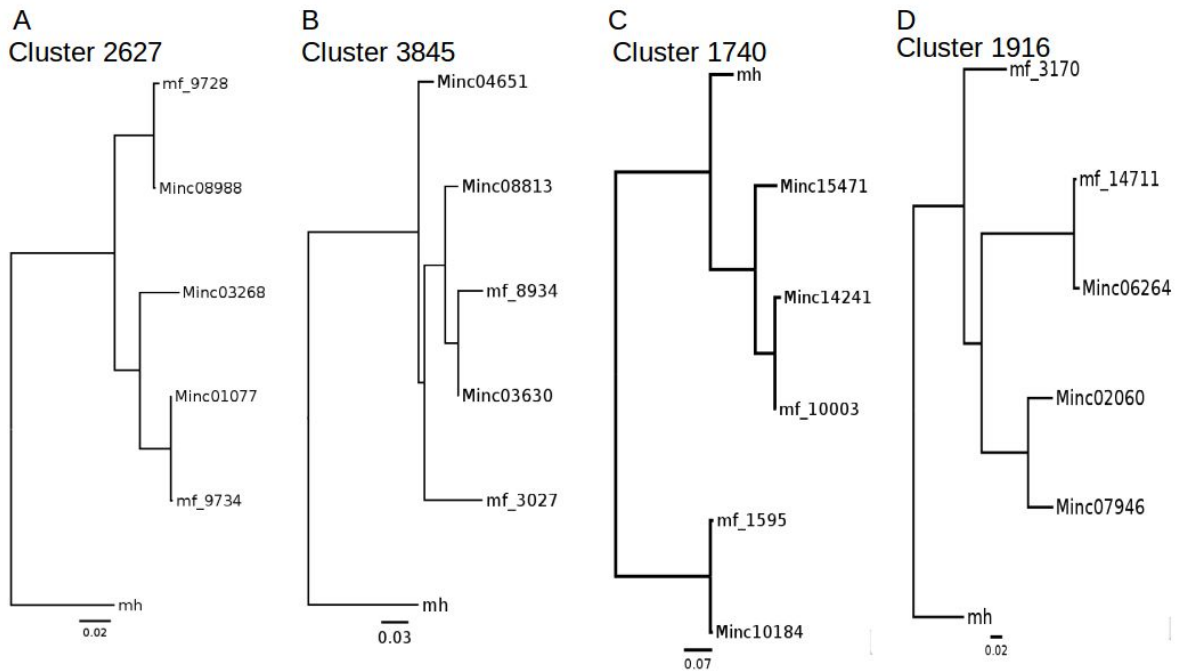 A
Cluster 2627
mf_9728
Minc08988
Minc03268
Minc01077
mf_9734
mh
0.02
B
Cluster 3845
Minc04651
Minc08813
mf_8934
Minc03630
mf_3027
mh
0.03
C
Cluster 1740
mh
Minc15471
Minc14241
mf_10003
mf_1595
Minc10184
0.07
D
Cluster 1916
mf_3170
mf_14711
Minc06264
Minc02060
Minc07946
mh
0.02